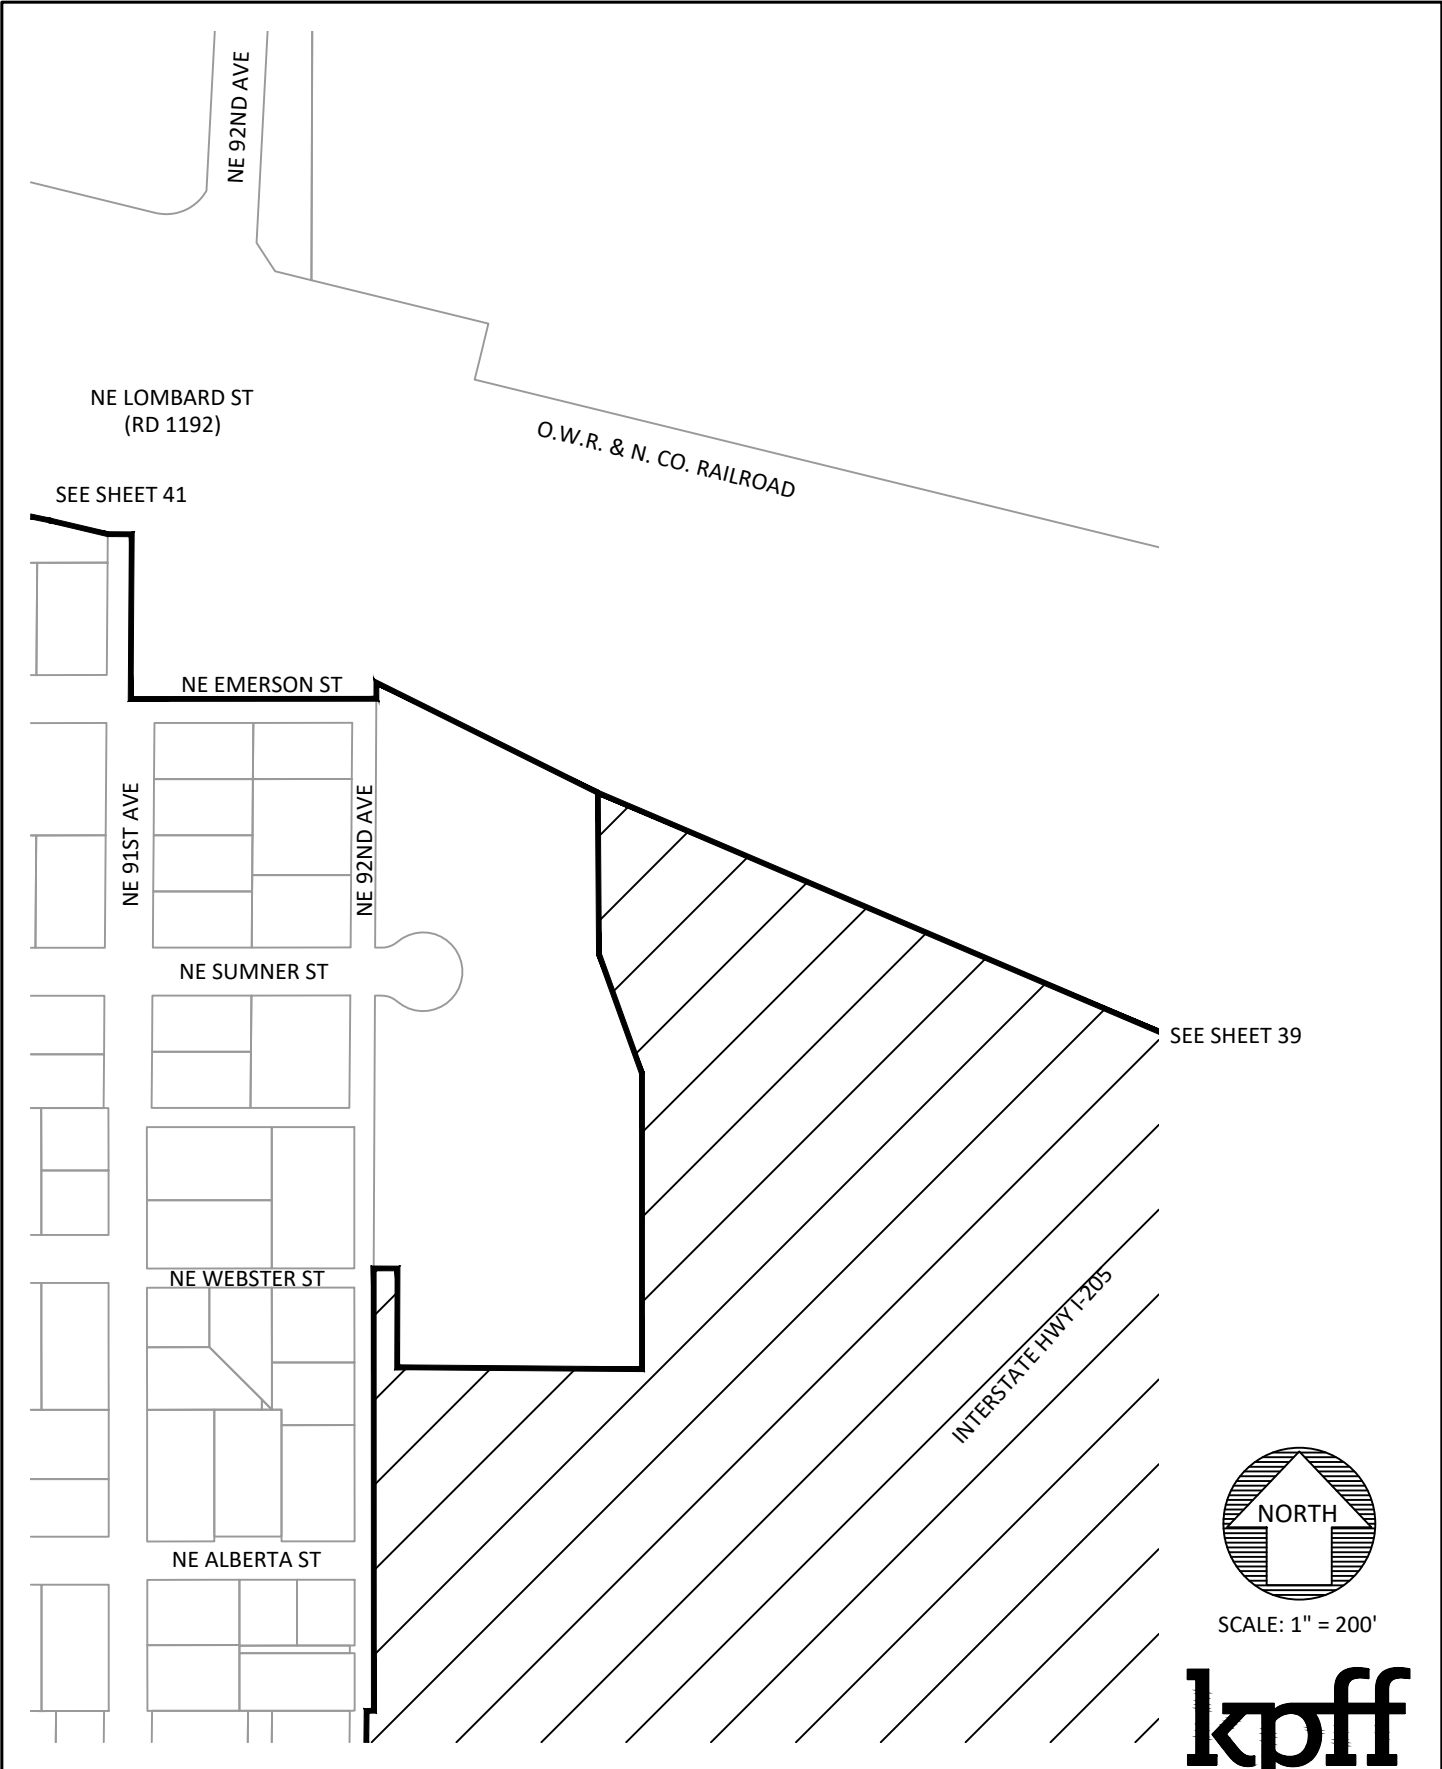 NE 92ND AVE
NE LOMBARD ST
(RD 1192)
O.W.R. & N. CO. RAILROAD
SEE SHEET 41
NE EMERSON ST
NE 91ST AVE
NE 92ND AVE
NE SUMNER ST
SEE SHEET 39
NE WEBSTER ST
INTERSTATE HWY I-205
NORTH
NE ALBERTA ST
SCALE: 1" = 200'
kpff